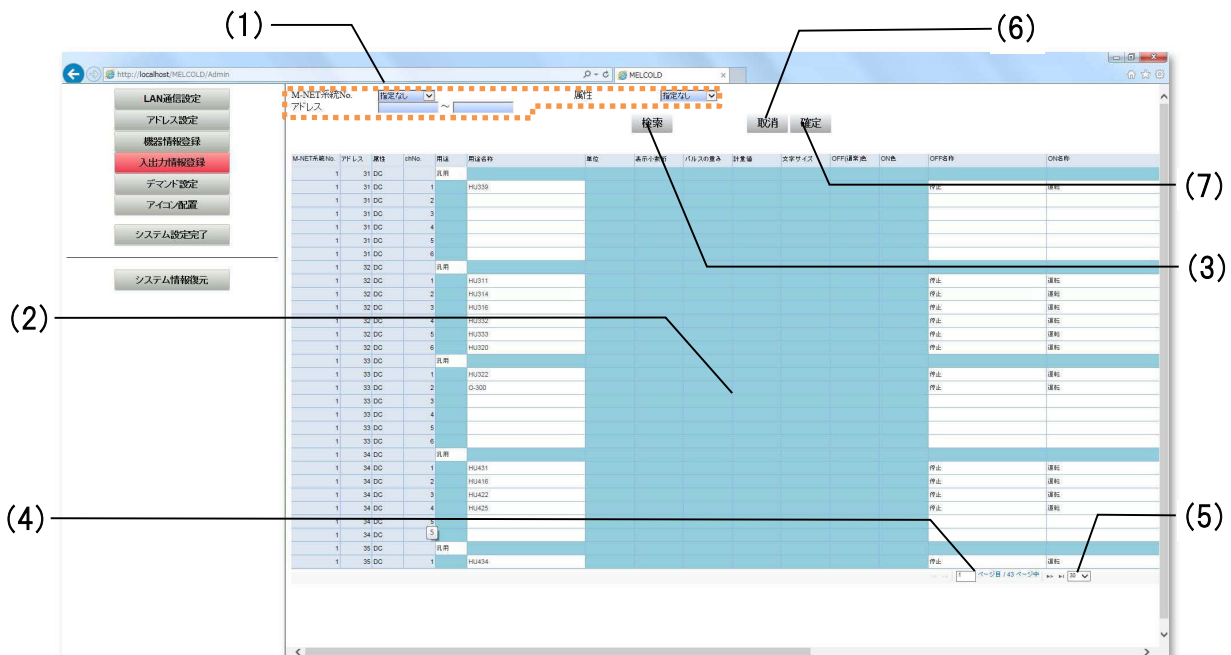 (1)
(6)
http://localhost/MELCOLD/Admin
MELCOLD
LAN通信設定
アドレス設定
機器情報登録
入出力情報登録
デマンド設定
アイコン配置
システム設定完了
システム情報復元
M-NET系統No. 指定なし 属性 指定なし
アドレス ～
検索 取消 確定
(7)
(3)
(2)
(4)
(5)
M-NET系統No. アドレス 属性 chNo. 用途 用途名称 単位 表示小数桁 パルスの重み 計量値 文字サイズ OFF(通常)色 ON色 OFF名称 ON名称
1 31 DC 汎用
1 31 DC 1 HU339 停止 運転
1 31 DC 2
1 31 DC 3
1 31 DC 4
1 31 DC 5
1 31 DC 6
1 32 DC 汎用
1 32 DC 1 HU311 停止 運転
1 32 DC 2 HU314 停止 運転
1 32 DC 3 HU316 停止 運転
1 32 DC 4 HU332 停止 運転
1 32 DC 5 HU333 停止 運転
1 32 DC 6 HU320 停止 運転
1 33 DC 汎用
1 33 DC 1 HU322 停止 運転
1 33 DC 2 O-300 停止 運転
1 33 DC 3
1 33 DC 4
1 33 DC 5
1 33 DC 6
1 34 DC 汎用
1 34 DC 1 HU431 停止 運転
1 34 DC 2 HU416 停止 運転
1 34 DC 3 HU422 停止 運転
1 34 DC 4 HU425 停止 運転
1 34 DC 5
1 34 DC 5
1 35 DC 汎用
1 35 DC 1 HU434 停止 運転
1 ページ目 / 43 ページ中 30